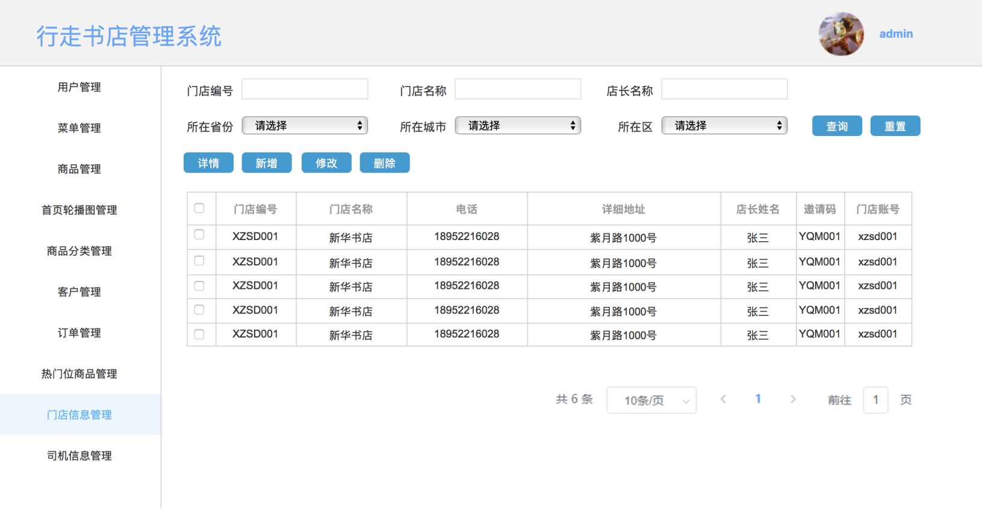 行走书店管理系统
admin
用户管理
菜单管理
商品管理
首页轮播图管理
商品分类管理
客户管理
订单管理
热门位商品管理
门店信息管理
司机信息管理
门店编号 门店名称 店长名称
所在省份 请选择 所在城市 请选择 所在区 请选择 查询 重置
详情 新增 修改 删除
门店编号 门店名称 电话 详细地址 店长姓名 邀请码 门店账号
XZSD001 新华书店 18952216028 紫月路1000号 张三 YQM001 xzsd001
XZSD001 新华书店 18952216028 紫月路1000号 张三 YQM001 xzsd001
XZSD001 新华书店 18952216028 紫月路1000号 张三 YQM001 xzsd001
XZSD001 新华书店 18952216028 紫月路1000号 张三 YQM001 xzsd001
XZSD001 新华书店 18952216028 紫月路1000号 张三 YQM001 xzsd001
共 6 条 10条/页 1 前往 1 页